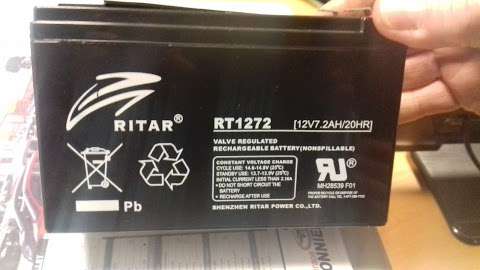 RITAR®
RT1272 [12V7.2AH/20HR]
VALVE REGULATED
RECHARGEABLE BATTERY(NONSPILLABLE)
CONSTANT VOLTAGE CHARGE
CYCLE USE: 14.6-14.8V (25℃)
STANDBY USE: 13.7-13.9V (25℃)
INITIAL CURRENT LESS THAN 2.16A
• DO NOT SHORT CIRCUIT THE BATTERY
• RECHARGE AFTER USE
MH28539 F01
Pb
SHENZHEN RITAR POWER CO.,LTD.